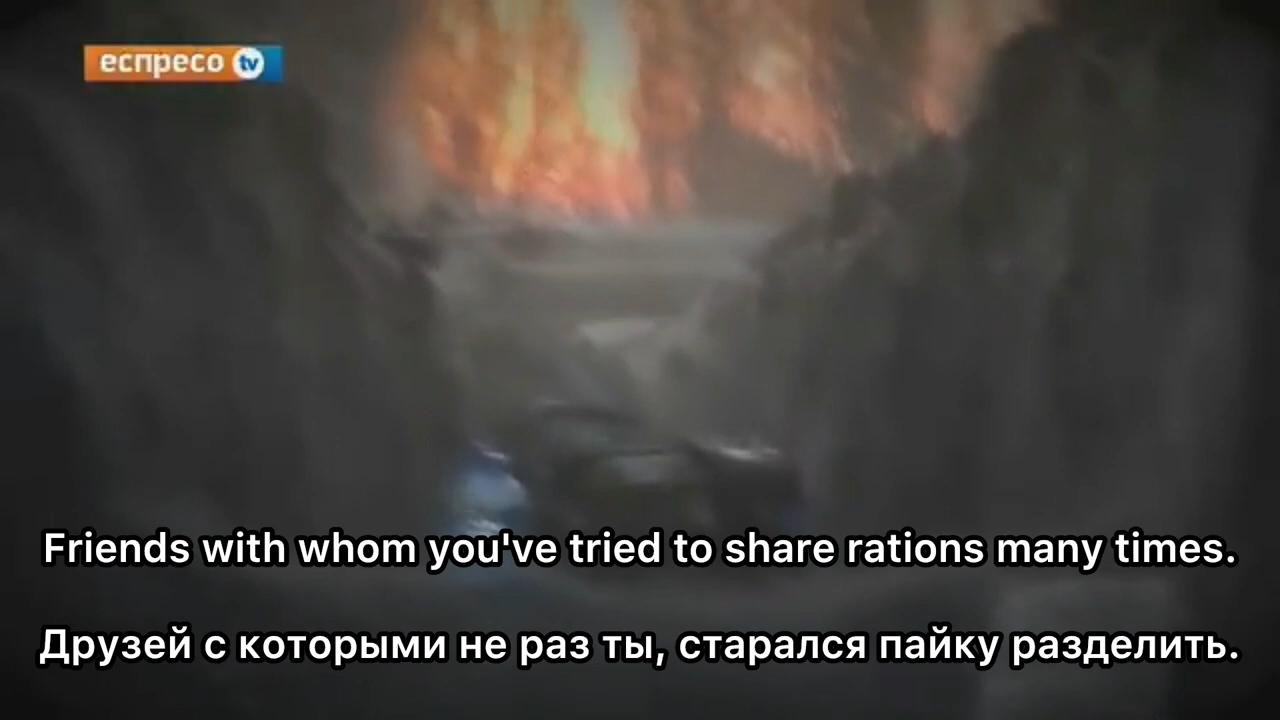 еспресо tv
Friends with whom you've tried to share rations many times.
Друзей с которыми не раз ты, старался пайку разделить.